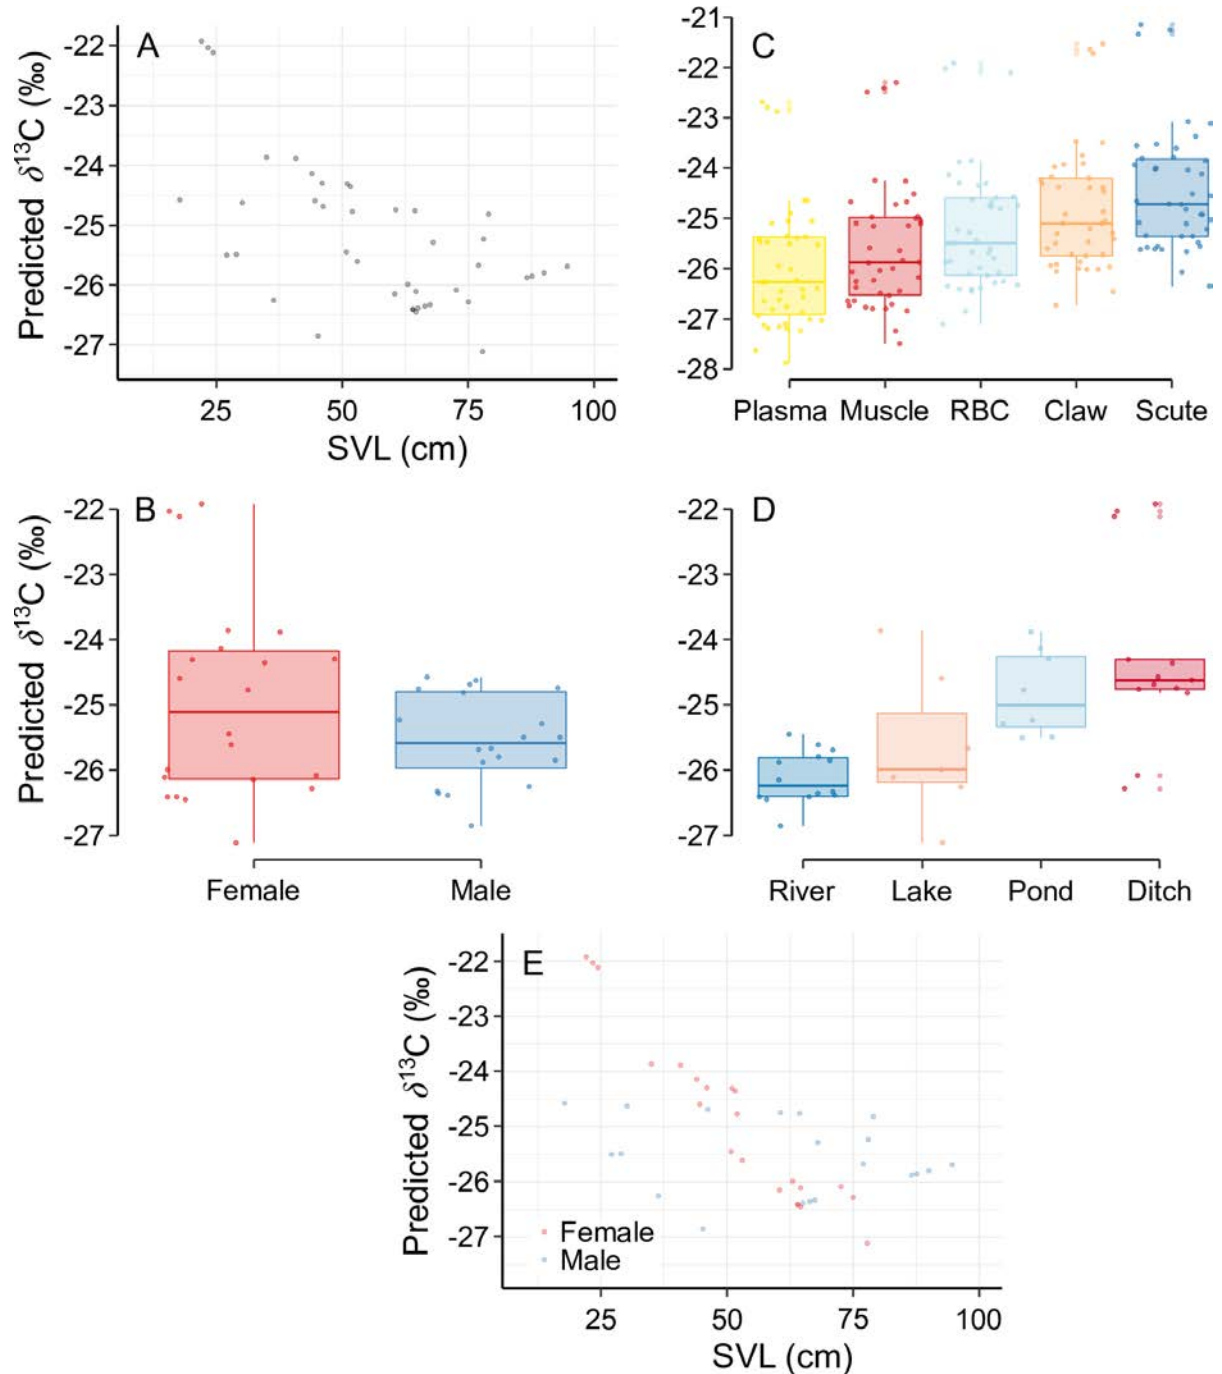 A
Predicted δ¹³C (‰)
-22
-23
-24
-25
-26
-27
25 50 75 100
SVL (cm)
C
-21
-22
-23
-24
-25
-26
-27
-28
Plasma Muscle RBC Claw Scute
B
Predicted δ¹³C (‰)
-22
-23
-24
-25
-26
-27
Female Male
D
-22
-23
-24
-25
-26
-27
River Lake Pond Ditch
E
Predicted δ¹³C (‰)
-22
-23
-24
-25
-26
-27
Female
Male
25 50 75 100
SVL (cm)